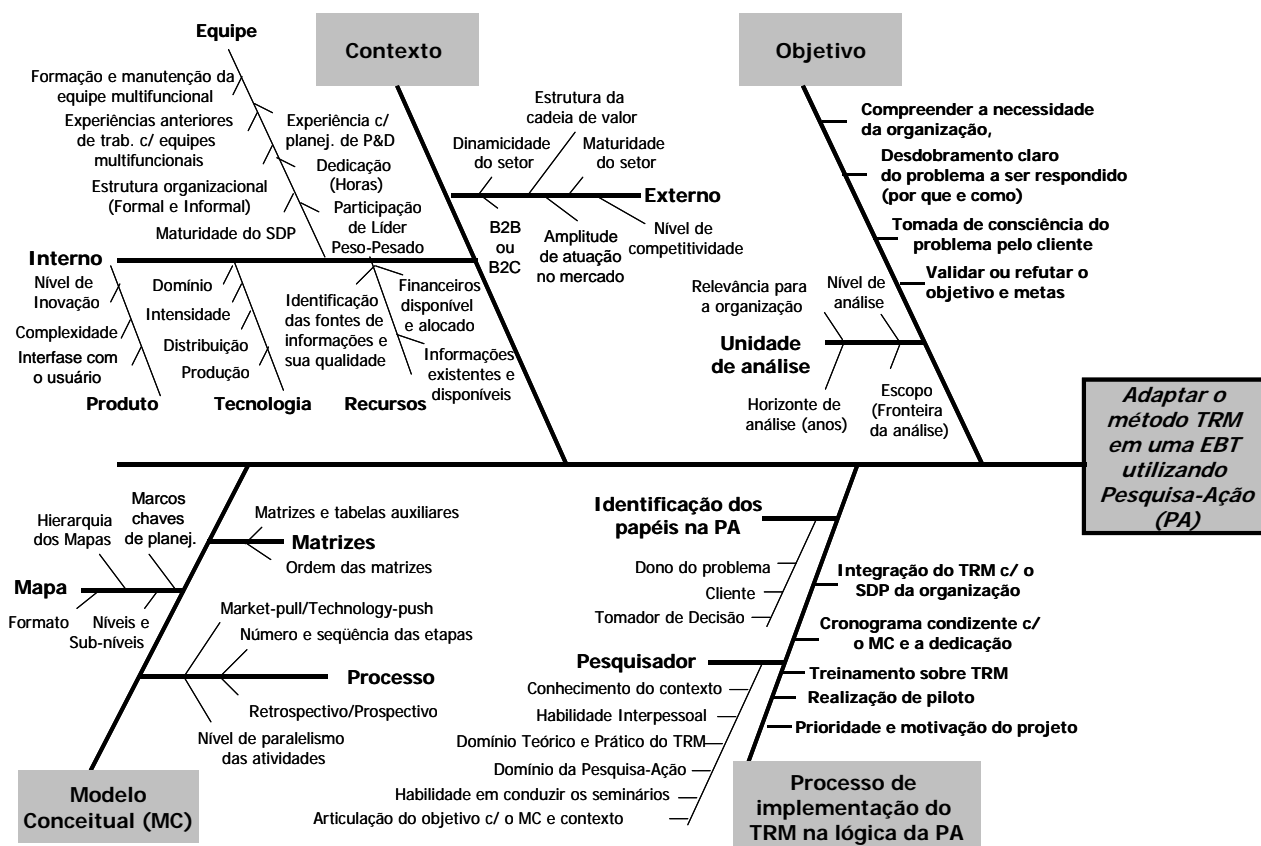 Equipe
Formação e manutenção da
equipe multifuncional
Experiências anteriores
de trab. c/ equipes
multifuncionais
Estrutura organizacional
(Formal e Informal)
Maturidade do SDP
Experiência c/
planej. de P&D
Dedicação
(Horas)
Participação
de Líder
Peso-Pesado
Contexto
Estrutura da
cadeia de valor
Dinamicidade
do setor
Maturidade
do setor
Externo
B2B
ou
B2C
Amplitude
de atuação
no mercado
Nível de
competitividade
Interno
Nível de
Inovação
Complexidade
Interfase com
o usuário
Produto
Domínio
Intensidade
Distribuição
Produção
Tecnologia
Identificação
das fontes de
informações e
sua qualidade
Financeiros
disponível
e alocado
Informações
existentes e
disponíveis
Recursos
Objetivo
Compreender a necessidade
da organização,
Desdobramento claro
do problema a ser respondido
(por que e como)
Tomada de consciência do
problema pelo cliente
Validar ou refutar o
objetivo e metas
Relevância para
a organização
Nível de
análise
Unidade
de análise
Horizonte de
análise (anos)
Escopo
(Fronteira
da análise)
Adaptar o
método TRM
em uma EBT
utilizando
Pesquisa-Ação
(PA)
Marcos
chaves
de planej.
Hierarquia
dos Mapas
Mapa
Formato
Níveis e
Sub-níveis
Matrizes e tabelas auxiliares
Matrizes
Ordem das matrizes
Market-pull/Technology-push
Número e seqüência das etapas
Processo
Retrospectivo/Prospectivo
Nível de paralelismo
das atividades
Modelo
Conceitual (MC)
Identificação dos
papéis na PA
Dono do problema
Cliente
Tomador de Decisão
Pesquisador
Conhecimento do contexto
Habilidade Interpessoal
Domínio Teórico e Prático do TRM
Domínio da Pesquisa-Ação
Habilidade em conduzir os seminários
Articulação do objetivo c/ o MC e contexto
Integração do TRM c/ o
SDP da organização
Cronograma condizente c/
o MC e a dedicação
Treinamento sobre TRM
Realização de piloto
Prioridade e motivação do projeto
Processo de
implementação do
TRM na lógica da PA